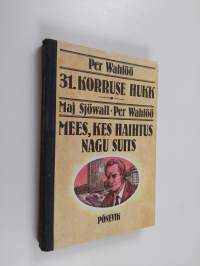 Per Wahlöö
31. KORRUSE HUKK
Maj Sjöwall · Per Wahlöö
MEES, KES HAIHTUS
NAGU SUITS
PÕNEVIK